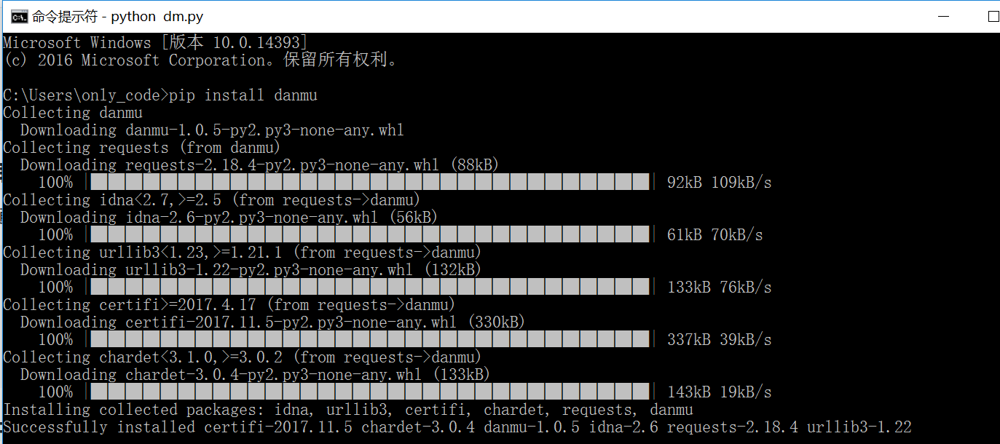 命令提示符 - python  dm.py
Microsoft Windows [版本 10.0.14393]
(c) 2016 Microsoft Corporation。保留所有权利。
C:\Users\only_code>pip install danmu
Collecting danmu
  Downloading danmu-1.0.5-py2.py3-none-any.whl
Collecting requests (from danmu)
  Downloading requests-2.18.4-py2.py3-none-any.whl (88kB)
    100% |████████████████████████████████| 92kB 109kB/s
Collecting idna<2.7,>=2.5 (from requests->danmu)
  Downloading idna-2.6-py2.py3-none-any.whl (56kB)
    100% |████████████████████████████████| 61kB 70kB/s
Collecting urllib3<1.23,>=1.21.1 (from requests->danmu)
  Downloading urllib3-1.22-py2.py3-none-any.whl (132kB)
    100% |████████████████████████████████| 133kB 76kB/s
Collecting certifi>=2017.4.17 (from requests->danmu)
  Downloading certifi-2017.11.5-py2.py3-none-any.whl (330kB)
    100% |████████████████████████████████| 337kB 39kB/s
Collecting chardet<3.1.0,>=3.0.2 (from requests->danmu)
  Downloading chardet-3.0.4-py2.py3-none-any.whl (133kB)
    100% |████████████████████████████████| 143kB 19kB/s
Installing collected packages: idna, urllib3, certifi, chardet, requests, danmu
Successfully installed certifi-2017.11.5 chardet-3.0.4 danmu-1.0.5 idna-2.6 requests-2.18.4 urllib3-1.22